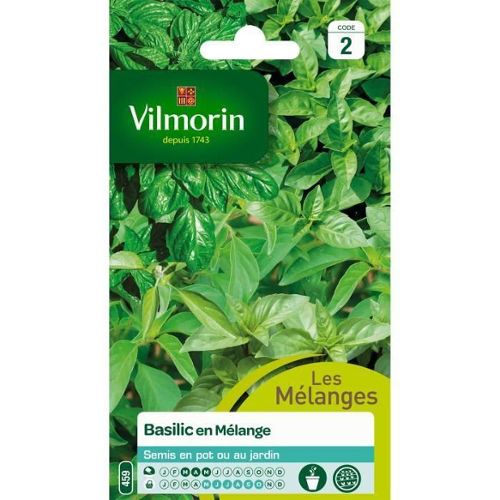 CODE
2
Vilmorin
depuis 1743
Les
Mélanges
Basilic en Mélange
Semis en pot ou au jardin
J F M A M J J A S O N D
J F M A M J J A S O N D
459